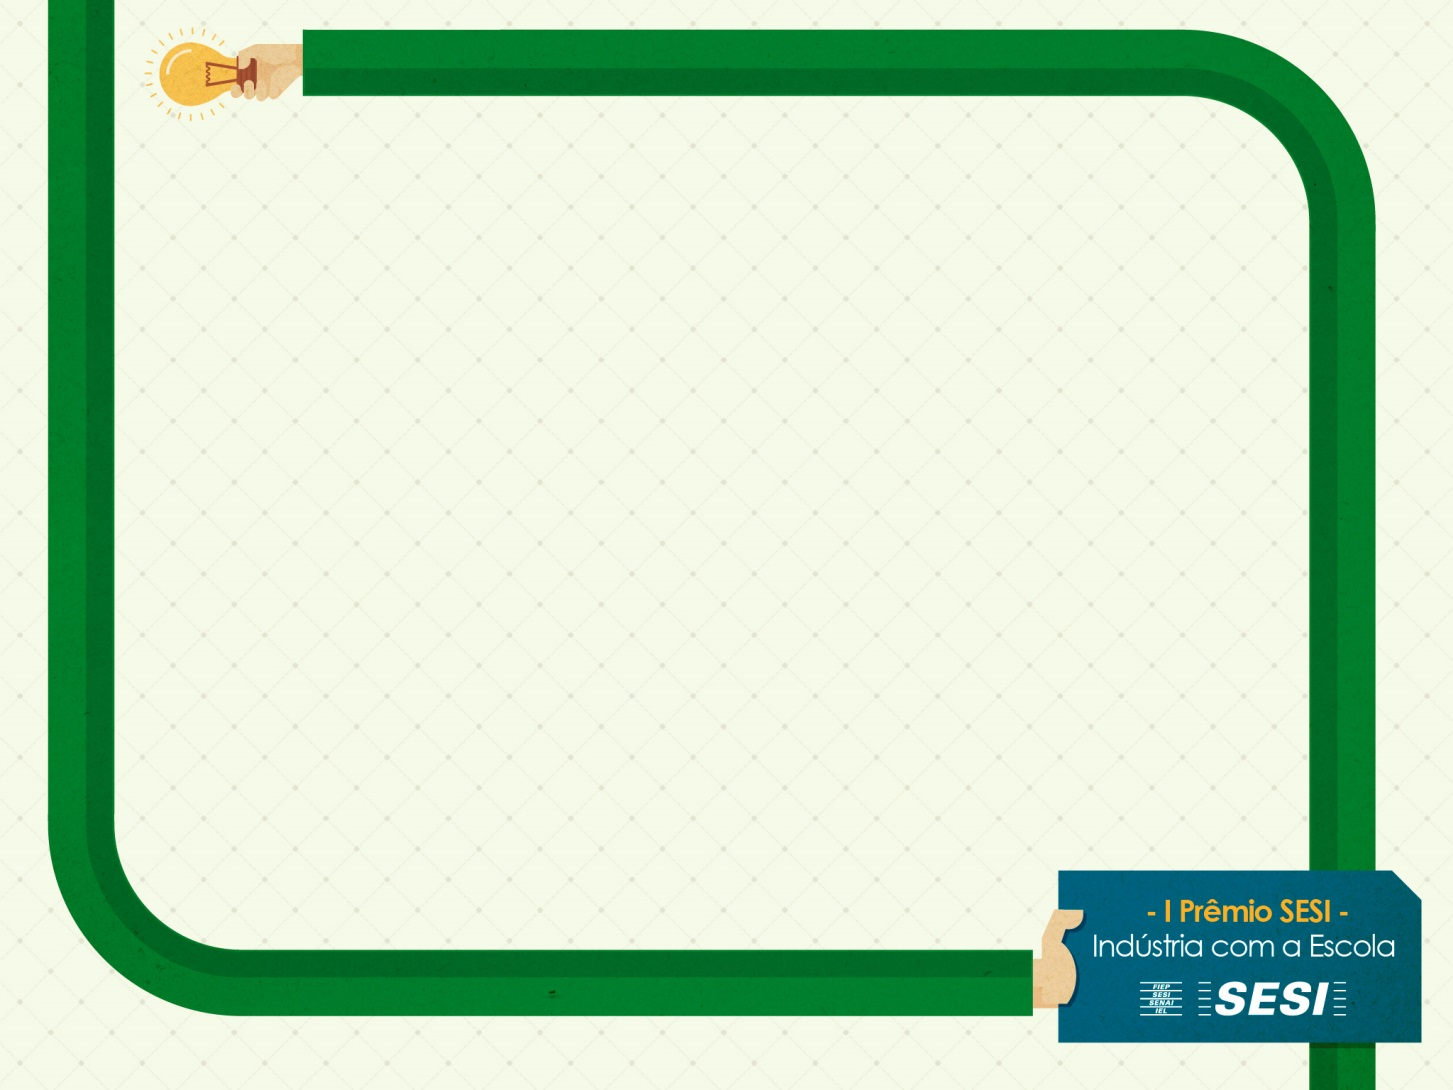 - I Prêmio SESI -
Indústria com a Escola
FIEP
SESI
SENAI
IEL
SESI